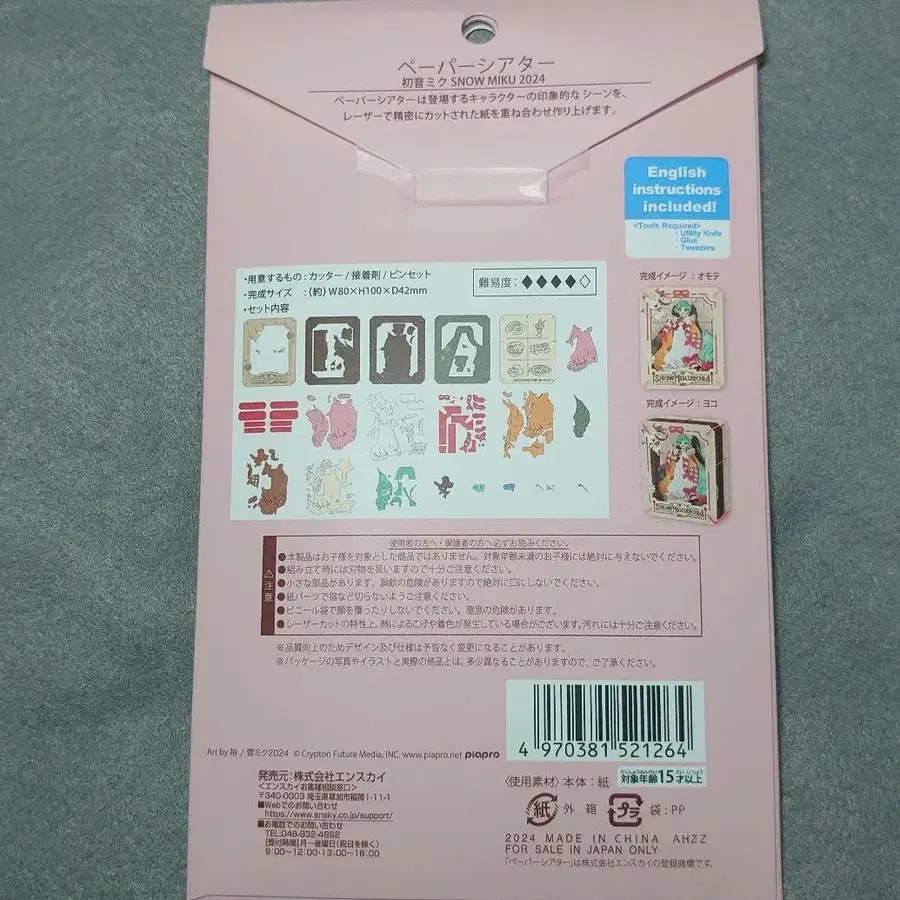 ペーパーシアター
初音ミク SNOW MIKU 2024
ペーパーシアターは登場するキャラクターの印象的なシーンを、
レーザーで精密にカットされた紙を重ね合わせ作り上げます。
English
instructions
included!
<Tools Required>
・Utility Knife
・Glue
・Tweezers
・用意するもの：カッター / 接着剤 / ピンセット
・完成サイズ ：（約）W80×H100×D42mm
・セット内容
難易度：◆◆◆◆◇
完成イメージ：オモテ
SNOW MIKU 2024
完成イメージ：ヨコ
SNOW MIKU 2024
使用者の方へ・保護者の方へ必ずお読みください。
⚠注意
●本製品はお子様を対象とした商品ではありません。対象年齢未満のお子様には絶対に与えないでください。
●組み立て時には刃物を扱いますので十分ご注意ください。
●小さな部品があります。誤飲の危険がありますので絶対に口にしないでください。
●紙パーツで指など切らないようご注意ください。
●ビニール袋で顔を覆ったりしないでください。窒息の危険があります。
●レーザーカットの特性上、熱によるこげや着色が発生している場合がございます。汚れには十分ご注意ください。
※品質向上のためデザイン及び仕様は予告なく変更になることがあります。
※パッケージの写真やイラストと実際の商品とは、多少異なることがありますので、ご了承ください。
4 970381 521264
Art by 裕 / 雪ミク2024 © Crypton Future Media, INC. www.piapro.net piapro
発売元：株式会社エンスカイ
<エンスカイお客様相談窓口>
〒340-0003 埼玉県草加市稲荷1-11-1
■Webでのお問い合わせ
https://www.ensky.co.jp/support/
■お電話でのお問い合わせ
TEL:048-932-4992
[受付時間]月〜金曜日(祝日を除く)
9:00〜12:00・13:00〜16:00
〈使用素材〉本体：紙
たいしょうねんれい さいいじょう
対象年齢15才以上
紙 外 箱 プラ 袋：PP
2024 MADE IN CHINA AHZZ
FOR SALE IN JAPAN ONLY
「ペーパーシアター」は株式会社エンスカイの登録商標です。